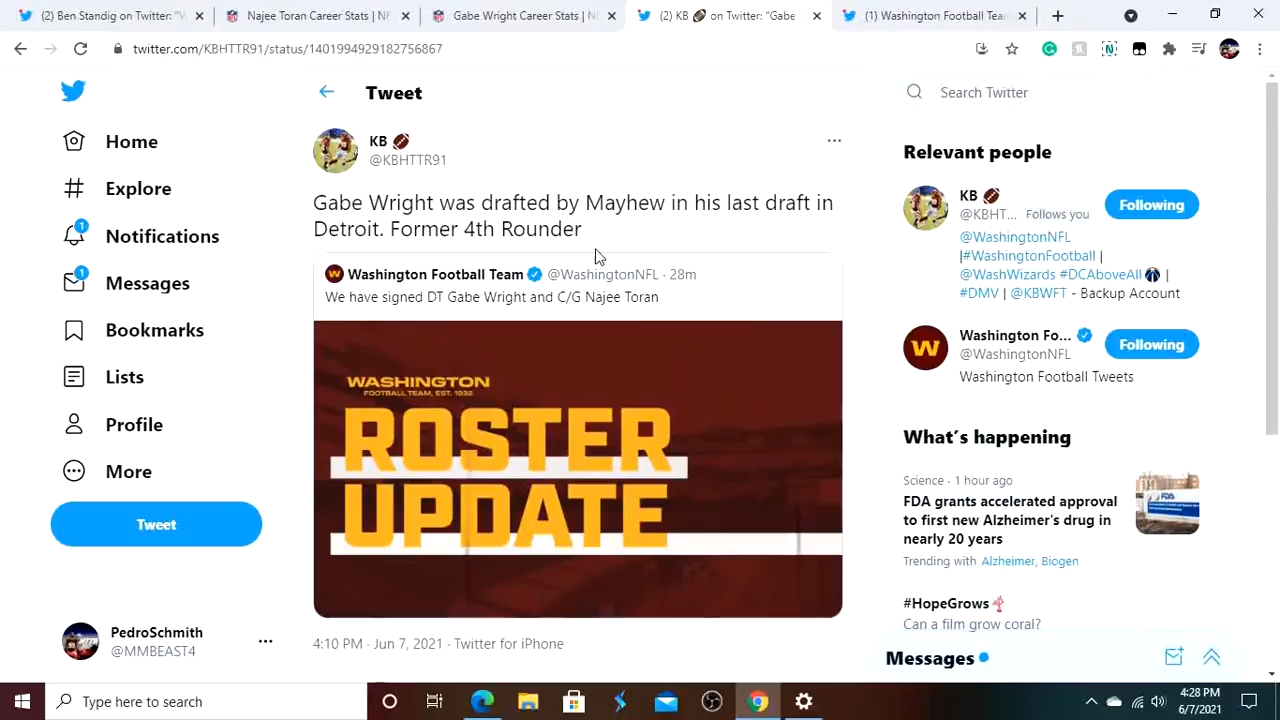 (2) Ben Standig on Twitter: "W
Najee Toran Career Stats | NF
Gabe Wright Career Stats | N
(2) KB 🏈 on Twitter: "Gabe
(1) Washington Football Tea
twitter.com/KBHTTR91/status/1401994929182756867
Home
Explore
1
Notifications
1
Messages
Bookmarks
Lists
Profile
More
Tweet
PedroSchmith
@MMBEAST4
Tweet
KB 🏈
@KBHTTR91
Gabe Wright was drafted by Mayhew in his last draft in
Detroit. Former 4th Rounder
Washington Football Team @WashingtonNFL · 28m
We have signed DT Gabe Wright and C/G Najee Toran
WASHINGTON
FOOTBALL TEAM, EST. 1932
ROSTER
UPDATE
4:10 PM · Jun 7, 2021 · Twitter for iPhone
Search Twitter
Relevant people
KB 🏈
@KBHT... Follows you
Following
@WashingtonNFL
|#WashingtonFootball |
@WashWizards #DCAboveAll |
#DMV | @KBWFT - Backup Account
Washington Fo...
@WashingtonNFL
Following
Washington Football Tweets
What's happening
Science · 1 hour ago
FDA grants accelerated approval
to first new Alzheimer's drug in
nearly 20 years
Trending with Alzheimer, Biogen
FDA
#HopeGrows
Can a film grow coral?
Messages
Type here to search
4:28 PM
6/7/2021